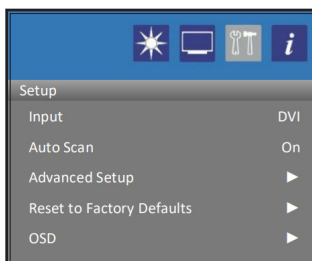 i
Setup
Input DVI
Auto Scan On
Advanced Setup
Reset to Factory Defaults
OSD